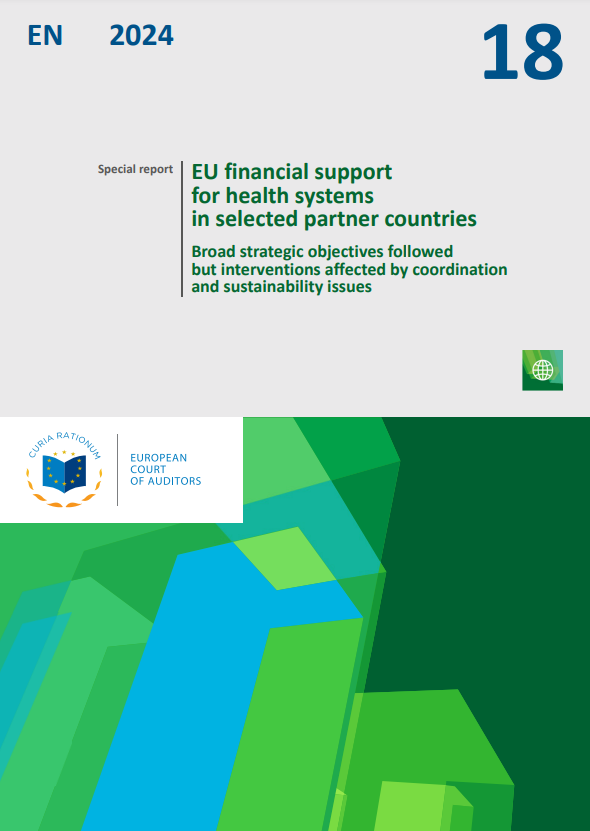 EN 2024 18
Special report
EU financial support
for health systems
in selected partner countries
Broad strategic objectives followed
but interventions affected by coordination
and sustainability issues
CURIA RATIONUM
EUROPEAN
COURT
OF AUDITORS